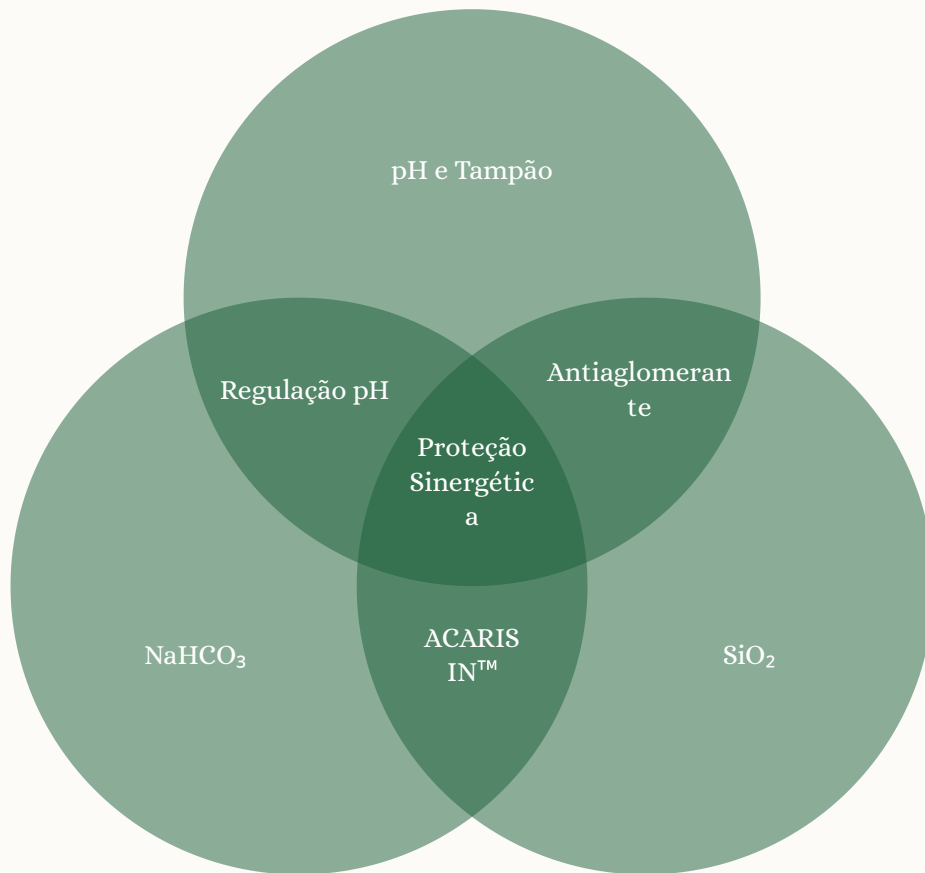 pH e Tampão
Regulação pH
Antiaglomeran
te
Proteção
Sinergétic
a
NaHCO₃
ACARIS
IN™
SiO₂